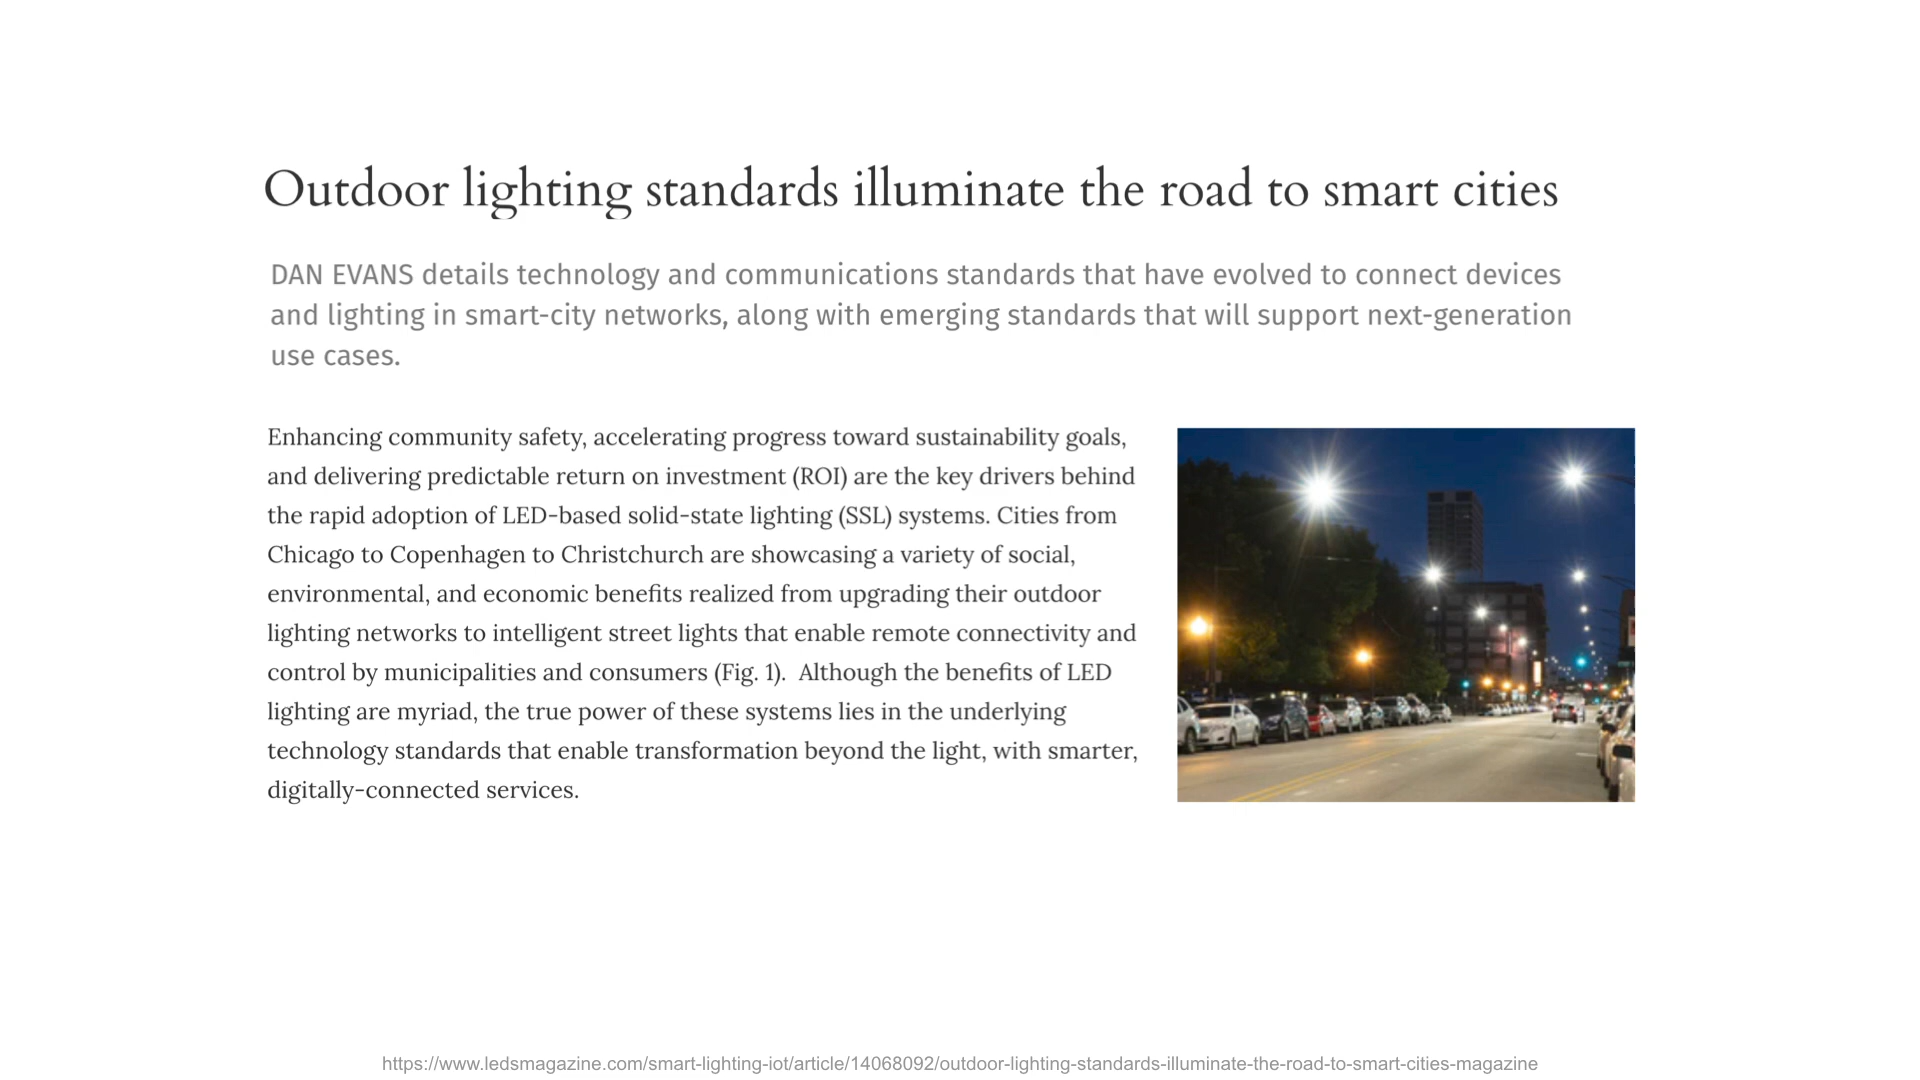 Outdoor lighting standards illuminate the road to smart cities
DAN EVANS details technology and communications standards that have evolved to connect devices
and lighting in smart-city networks, along with emerging standards that will support next-generation
use cases.
Enhancing community safety, accelerating progress toward sustainability goals,
and delivering predictable return on investment (ROI) are the key drivers behind
the rapid adoption of LED-based solid-state lighting (SSL) systems. Cities from
Chicago to Copenhagen to Christchurch are showcasing a variety of social,
environmental, and economic benefits realized from upgrading their outdoor
lighting networks to intelligent street lights that enable remote connectivity and
control by municipalities and consumers (Fig. 1).  Although the benefits of LED
lighting are myriad, the true power of these systems lies in the underlying
technology standards that enable transformation beyond the light, with smarter,
digitally-connected services.
https://www.ledsmagazine.com/smart-lighting-iot/article/14068092/outdoor-lighting-standards-illuminate-the-road-to-smart-cities-magazine